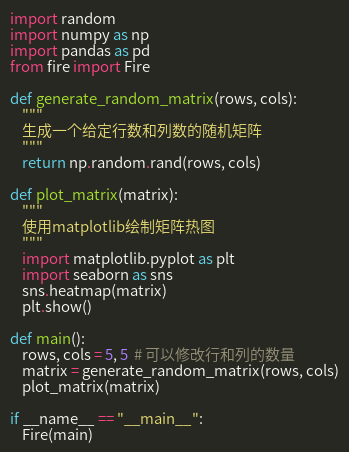 import random
import numpy as np
import pandas as pd
from fire import Fire

def generate_random_matrix(rows, cols):
    """
    生成一个给定行数和列数的随机矩阵
    """
    return np.random.rand(rows, cols)

def plot_matrix(matrix):
    """
    使用matplotlib绘制矩阵热图
    """
    import matplotlib.pyplot as plt
    import seaborn as sns
    sns.heatmap(matrix)
    plt.show()

def main():
    rows, cols = 5, 5  # 可以修改行和列的数量
    matrix = generate_random_matrix(rows, cols)
    plot_matrix(matrix)

if __name__ == "__main__":
    Fire(main)